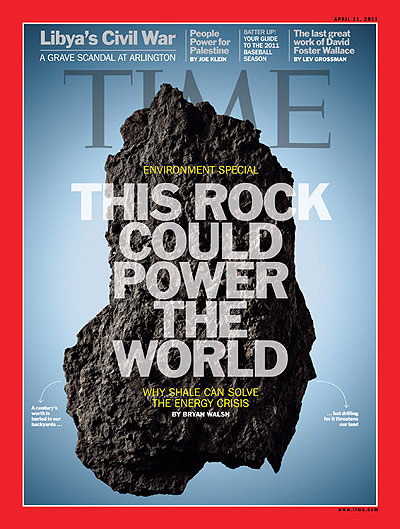 APRIL 11, 2011
Libya's Civil War
A GRAVE SCANDAL AT ARLINGTON
People
Power for
Palestine
BY JOE KLEIN
BATTER UP!
YOUR GUIDE
TO THE 2011
BASEBALL
SEASON
The last great
work of David
Foster Wallace
BY LEV GROSSMAN
TIME
ENVIRONMENT SPECIAL
THIS ROCK
COULD
POWER
THE
WORLD
WHY SHALE CAN SOLVE
THE ENERGY CRISIS
BY BRYAN WALSH
A century's
worth is
buried in our
backyards ...
... but drilling
for it threatens
our land
www.time.com